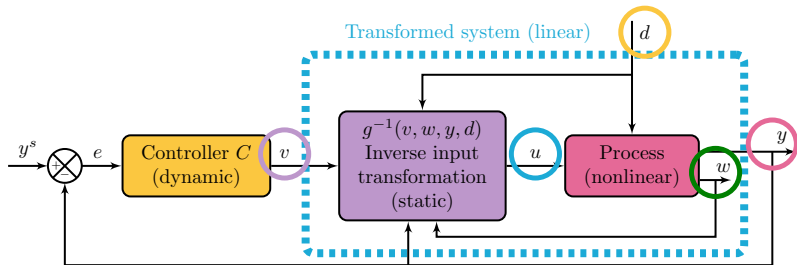 Transformed system (linear)
d
y^s
+
−
e
Controller C
(dynamic)
v
g^{-1}(v, w, y, d)
Inverse input
transformation
(static)
u
Process
(nonlinear)
y
w